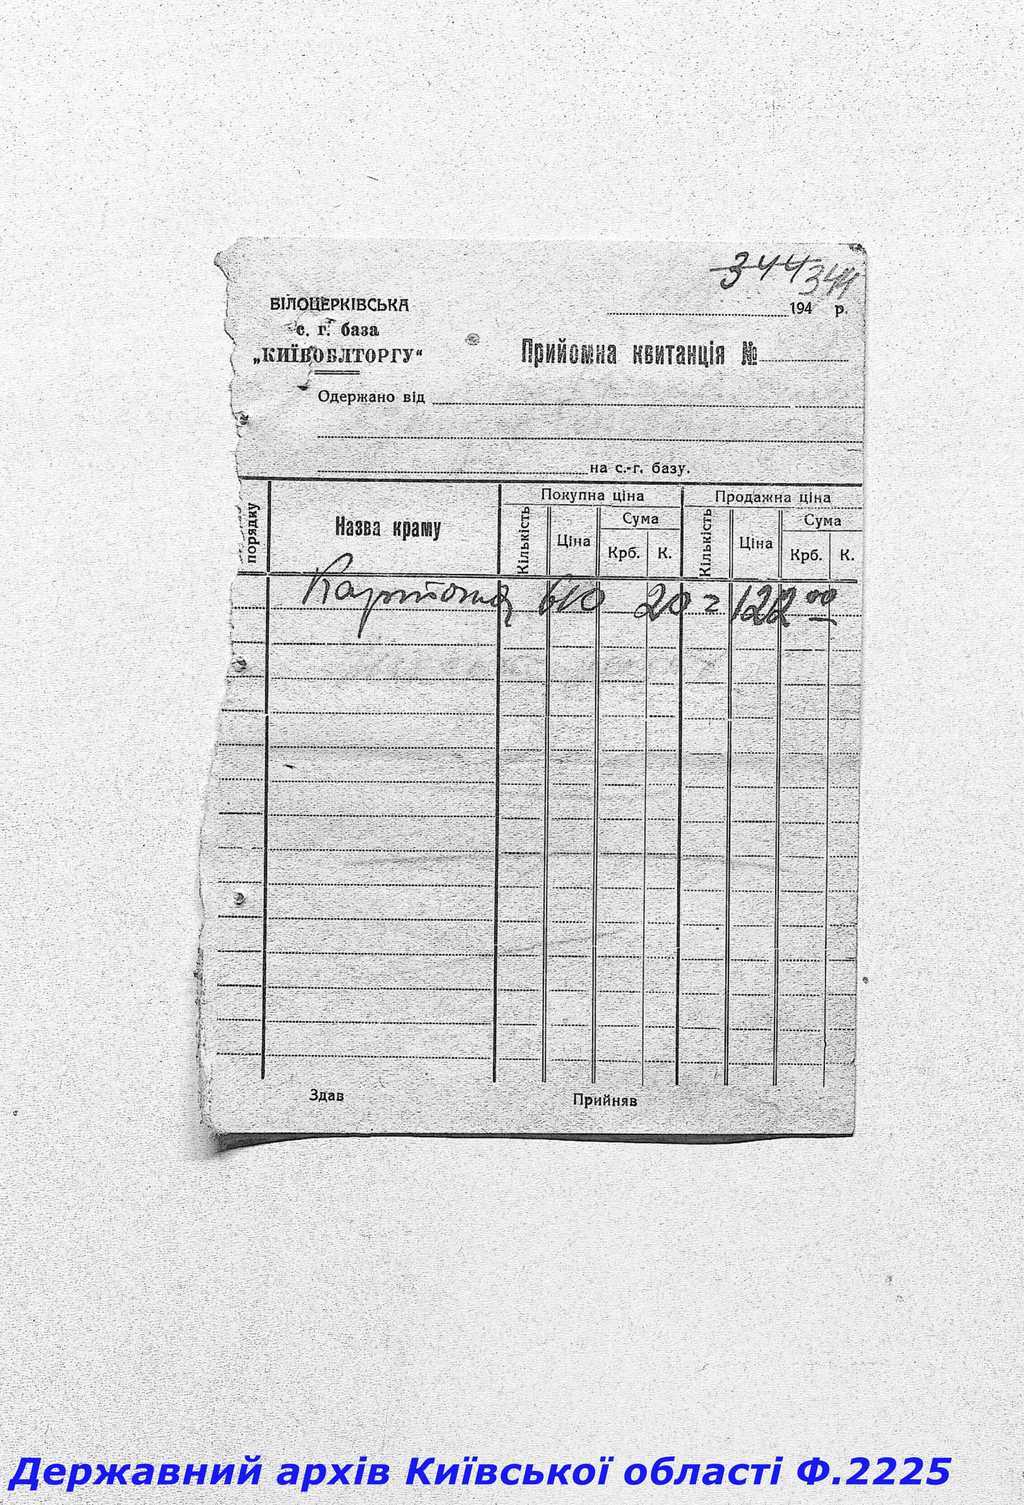 344 344
БІЛОЦЕРКІВСЬКА
с. г. база
„КИЇВОБЛТОРГУ“
194 р.
Прийомна квитанція №
Одержано від
на с.-г. базу.
порядку
Назва краму
Покупна ціна
Продажна ціна
Кількість
Ціна
Сума
Крб.
К.
Кількість
Ціна
Сума
Крб.
К.
Картопля 610 20 = 122 00
Здав
Прийняв
Державний архів Київської області Ф.2225